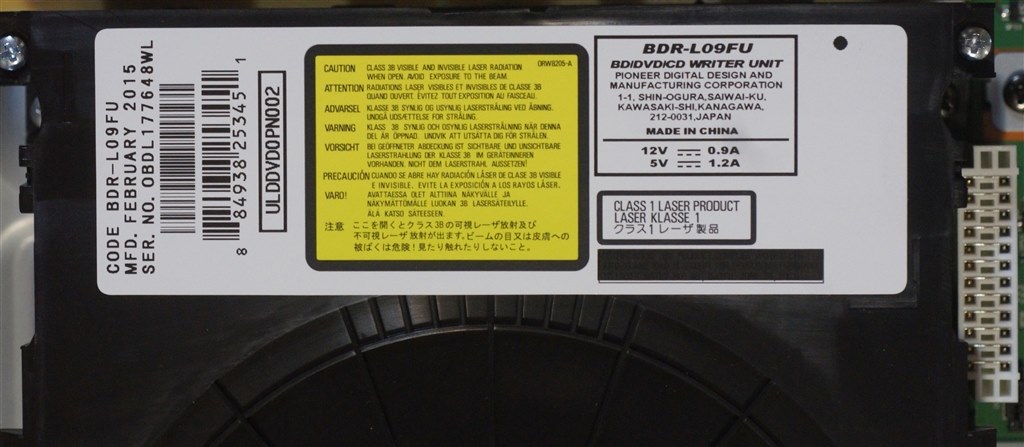 CODE BDR-L09FU
MFD. FEBRUARY 2015
SER. NO. OBDL177648WL
8 84938 25345 1
ULDDVD0PN002
ORW8205-A
CAUTION CLASS 3B VISIBLE AND INVISIBLE LASER RADIATION
WHEN OPEN. AVOID EXPOSURE TO THE BEAM.
ATTENTION RADIATIONS LASER VISIBLES ET INVISIBLES DE CLASSE 3B
QUAND OUVERT. ÉVITEZ TOUT EXPOSITION AU FAISCEAU.
ADVARSEL KLASSE 3B SYNLIG OG USYNLIG LASERSTRÅLING VED ÅBNING.
UNDGÅ UDSÆTTELSE FOR STRÅLING.
VARNING KLASS 3B SYNLIG OCH OSYNLIG LASERSTRÅLNING NÄR DENNA
DEL ÄR ÖPPNAD. UNDVIK ATT UTSÄTTA DIG FÖR STRÅLEN.
VORSICHT BEI GEÖFFNETER ABDECKUNG IST SICHTBARE UND UNSICHTBARE
LASERSTRAHLUNG DER KLASSE 3B IM GERÄTEINNEREN
VORHANDEN. NICHT DEM LASERSTRAHL AUSSETZEN!
PRECAUCIÓN CUANDO SE ABRE HAY RADIACIÓN LÁSER DE CLASE 3B VISIBLE
E INVISIBLE. EVITE LA EXPOSICIÓN A LOS RAYOS LÁSER.
VARO! AVATTAESSA OLET ALTTIINA NÄKYVÄLLE JA
NÄKYMÄTTÖMÄLLE LUOKAN 3B LASERSÄTEILYLLE.
ÄLÄ KATSO SÄTEESEEN.
注意 ここを開くとクラス3Bの可視レーザ放射及び
不可視レーザ放射が出ます。ビームの目又は皮膚への
被ばくは危険!見たり触れたりしないこと。
BDR-L09FU
BD/DVD/CD WRITER UNIT
PIONEER DIGITAL DESIGN AND
MANUFACTURING CORPORATION
1-1, SHIN-OGURA,SAIWAI-KU,
KAWASAKI-SHI,KANAGAWA,
212-0031,JAPAN
MADE IN CHINA
12V 0.9A
5V 1.2A
CLASS 1 LASER PRODUCT
LASER KLASSE 1
クラス1 レーザ製品